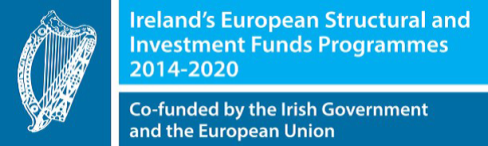 Ireland's European Structural and
Investment Funds Programmes
2014-2020
Co-funded by the Irish Government
and the European Union